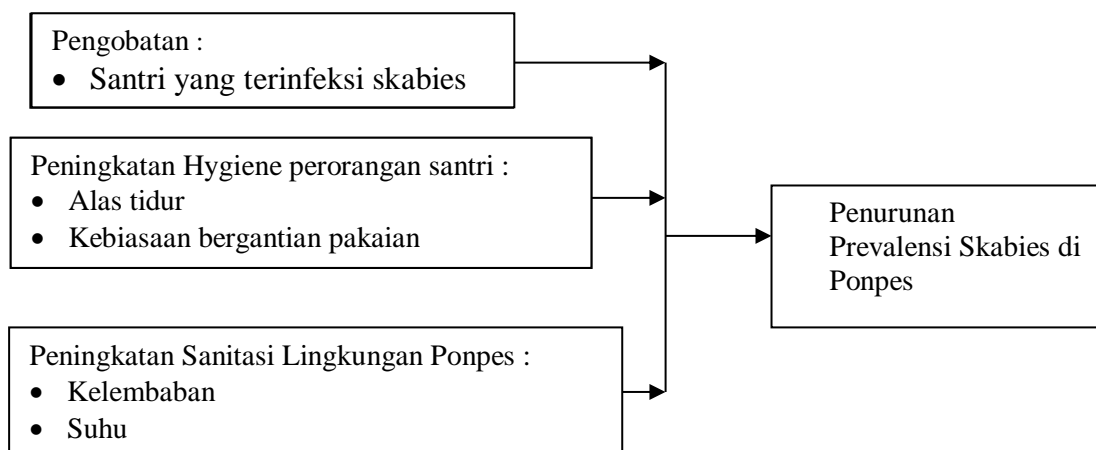 Pengobatan :
• Santri yang terinfeksi skabies
Peningkatan Hygiene perorangan santri :
• Alas tidur
• Kebiasaan bergantian pakaian
Peningkatan Sanitasi Lingkungan Ponpes :
• Kelembaban
• Suhu
Penurunan
Prevalensi Skabies di
Ponpes